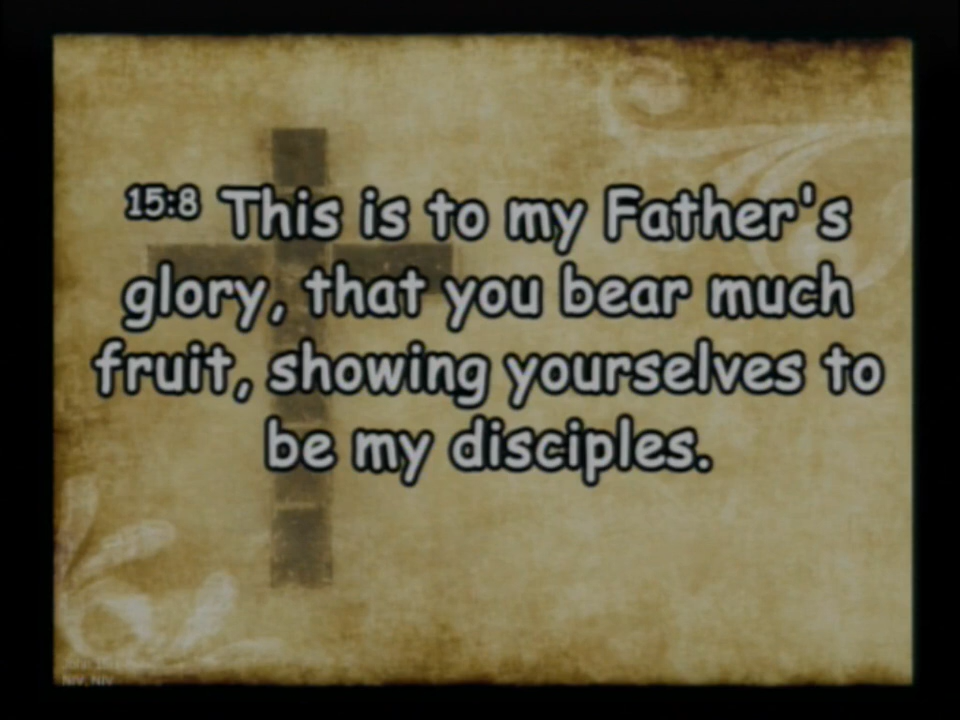 15:8 This is to my Father's
glory, that you bear much
fruit, showing yourselves to
be my disciples.
NIV, NIV